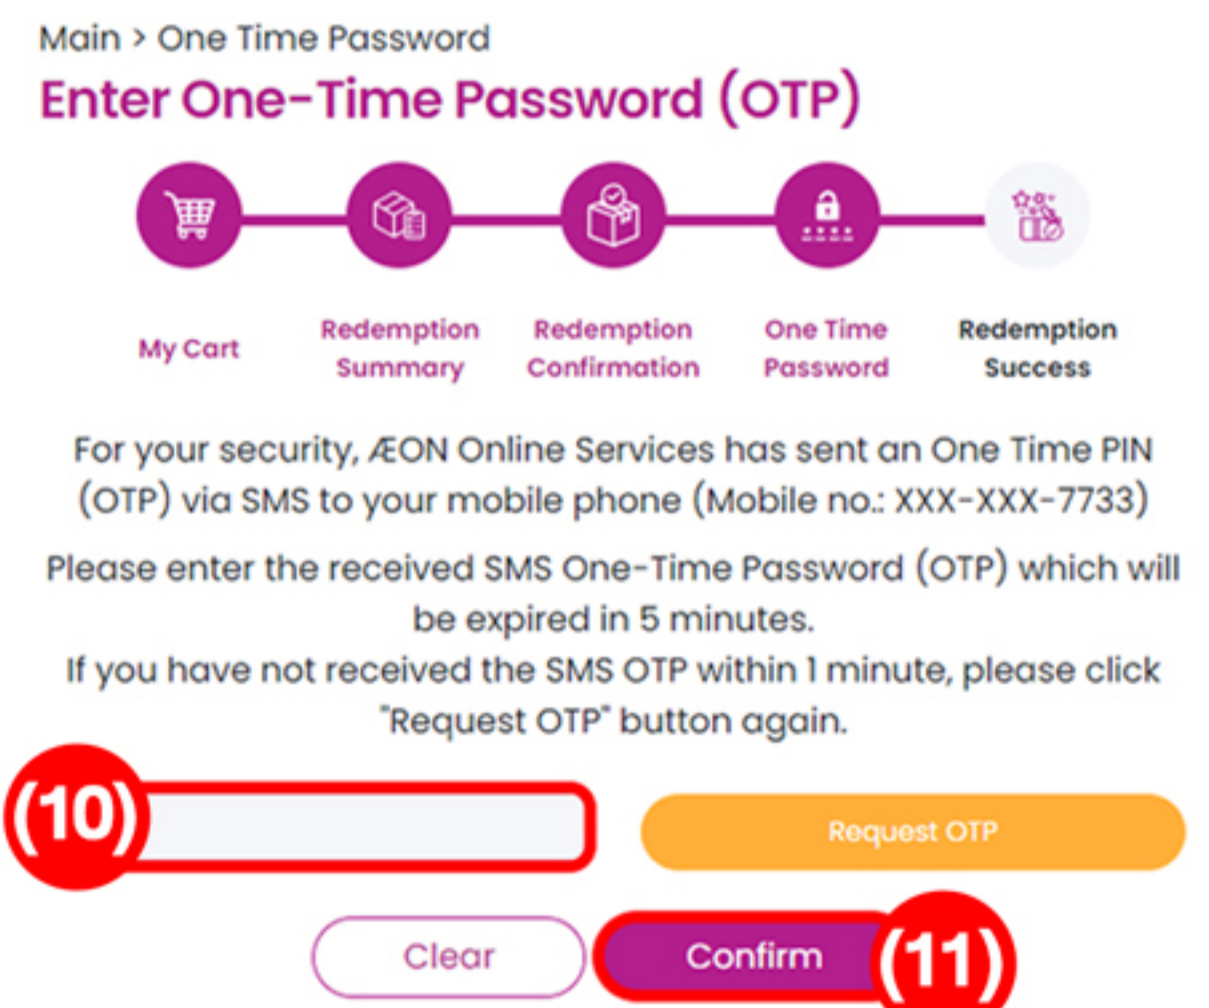 Main > One Time Password
Enter One-Time Password (OTP)
My Cart
Redemption Summary
Redemption Confirmation
One Time Password
Redemption Success
For your security, ÆON Online Services has sent an One Time PIN
(OTP) via SMS to your mobile phone (Mobile no.: XXX-XXX-7733)
Please enter the received SMS One-Time Password (OTP) which will
be expired in 5 minutes.
If you have not received the SMS OTP within 1 minute, please click
"Request OTP" button again.
(10)
Request OTP
Clear
Confirm
(11)